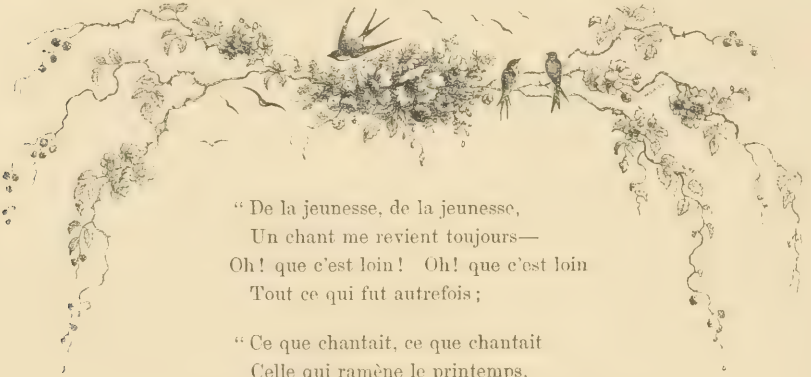 “ De la jeunesse, de la jeunesse,
Un chant me revient toujours—
Oh! que c'est loin! Oh! que c'est loin
Tout ce qui fut autrefois;
“ Ce que chantait, ce que chantait
Celle qui ramène le printemps,